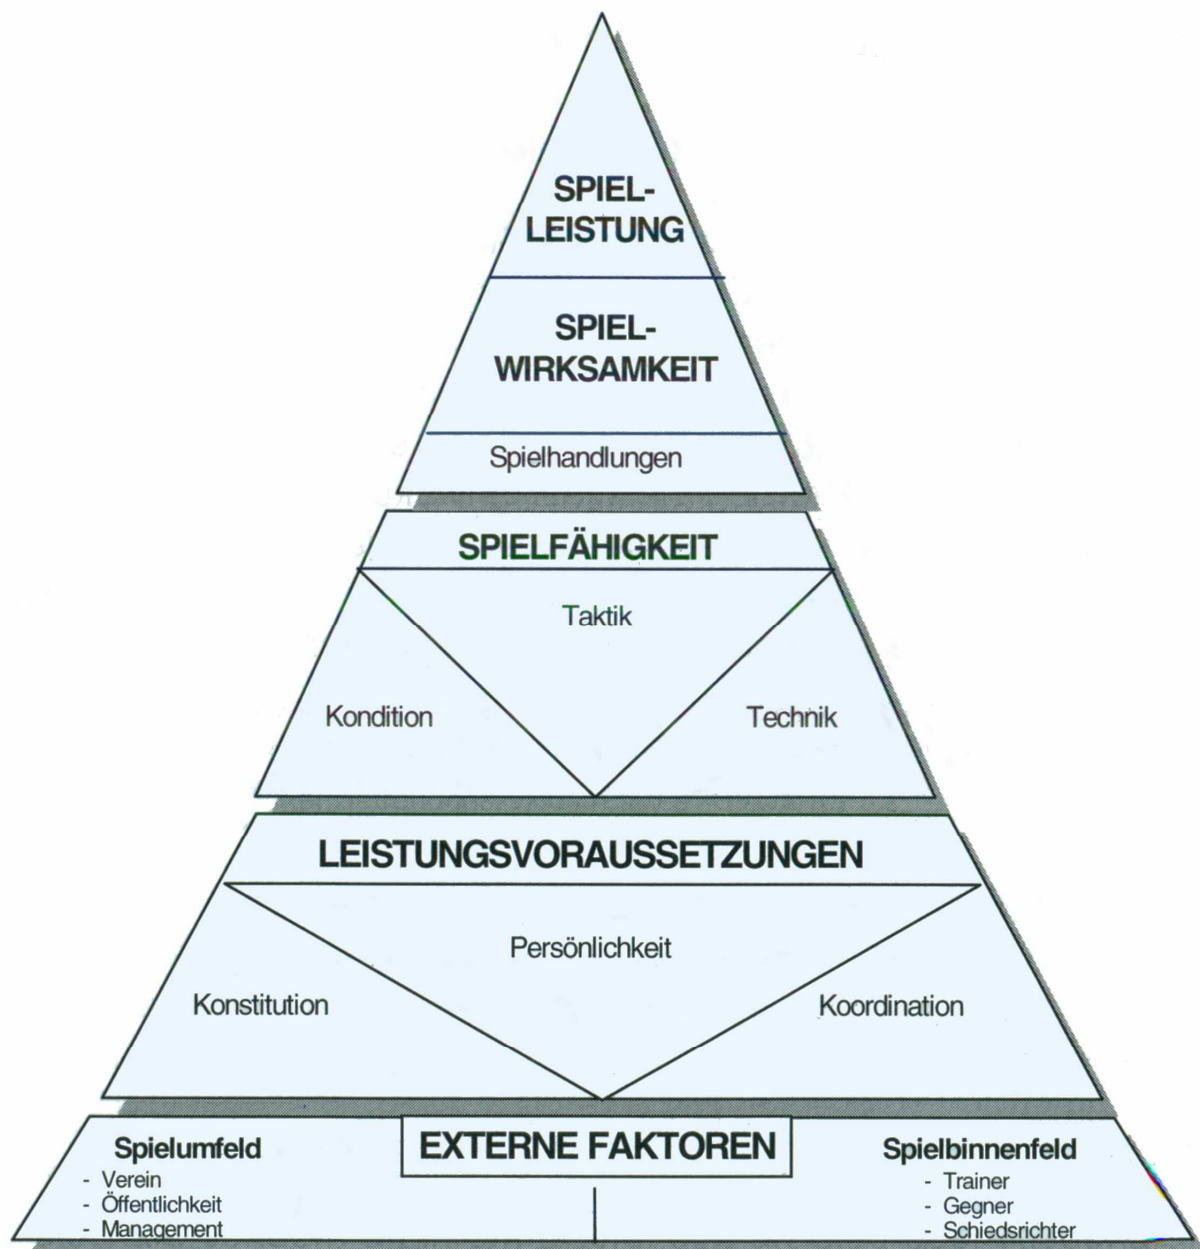 SPIEL-
LEISTUNG
SPIEL-
WIRKSAMKEIT
Spielhandlungen
SPIELFÄHIGKEIT
Taktik
Kondition
Technik
LEISTUNGSVORAUSSETZUNGEN
Persönlichkeit
Konstitution
Koordination
EXTERNE FAKTOREN
Spielumfeld
- Verein
- Öffentlichkeit
- Management
Spielbinnenfeld
- Trainer
- Gegner
- Schiedsrichter